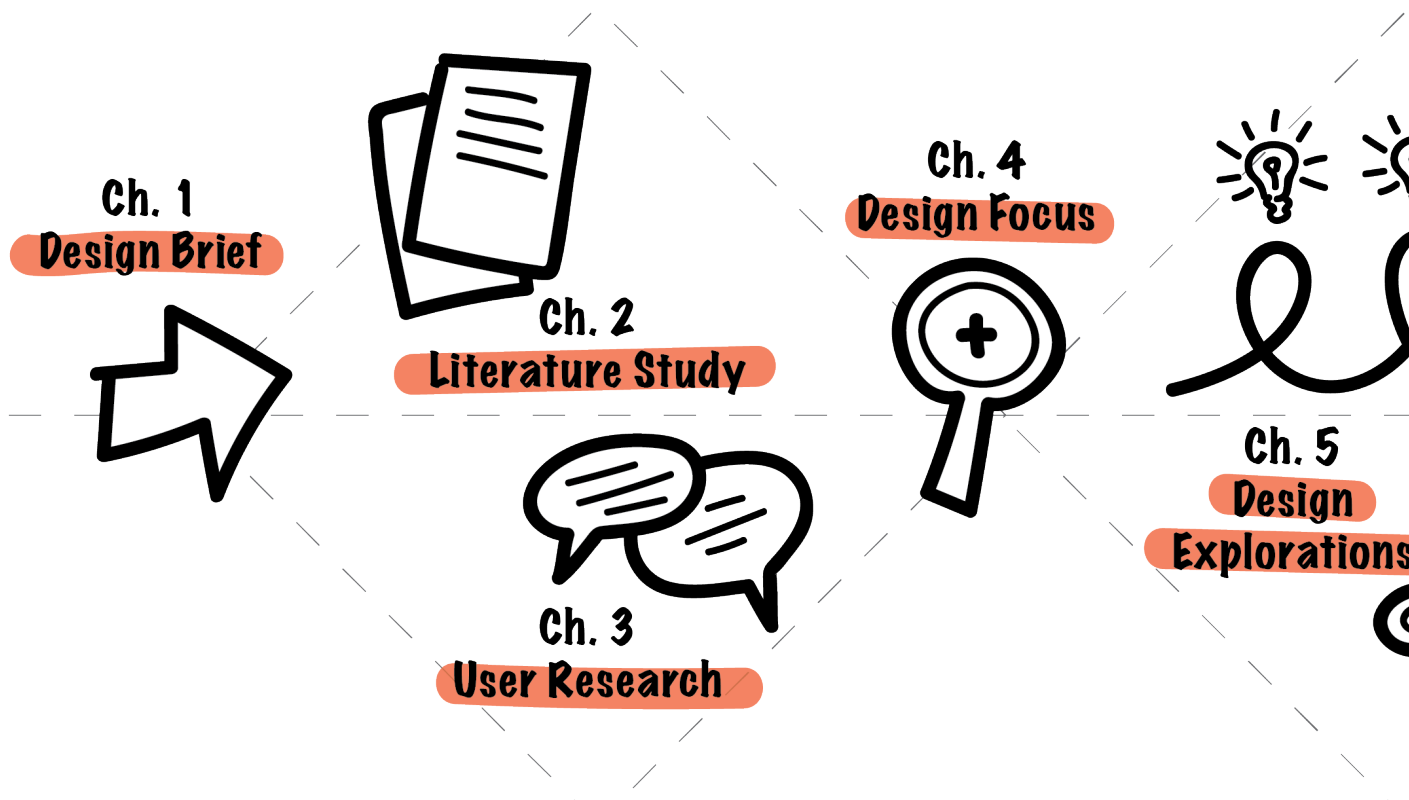 Ch. 1
Design Brief
Ch. 2
Literature Study
Ch. 3
User Research
Ch. 4
Design Focus
Ch. 5
Design
Explorations